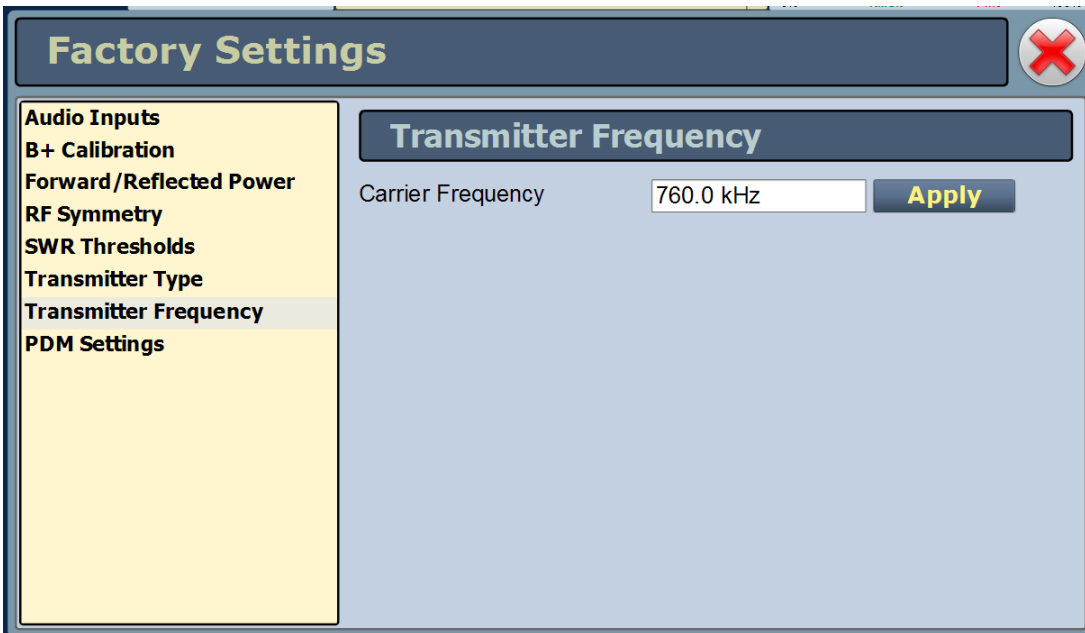 Factory Settings
Audio Inputs
B+ Calibration
Forward/Reflected Power
RF Symmetry
SWR Thresholds
Transmitter Type
Transmitter Frequency
PDM Settings
Transmitter Frequency
Carrier Frequency 760.0 kHz Apply